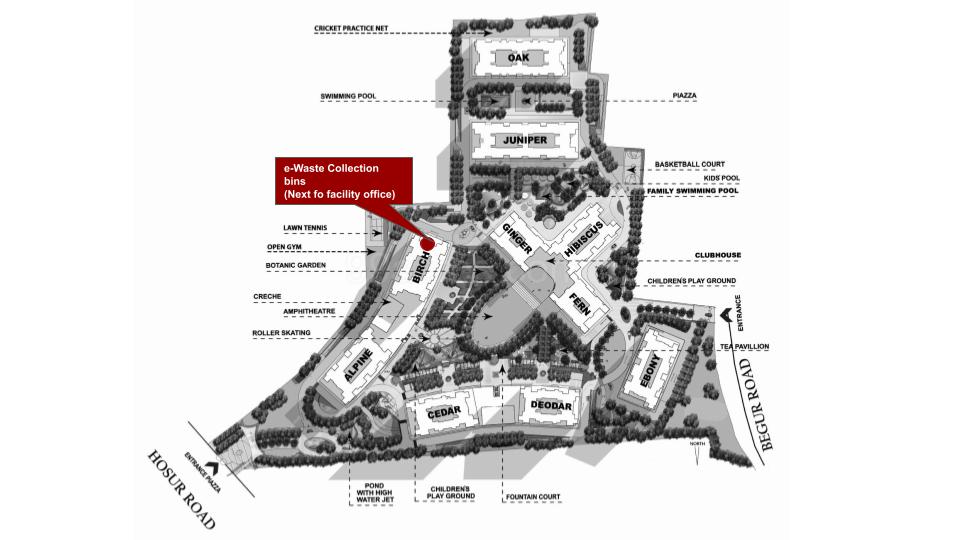 CRICKET PRACTICE NET
OAK
SWIMMING POOL
PIAZZA
JUNIPER
e-Waste Collection
bins
(Next fo facility office)
BASKETBALL COURT
KIDS' POOL
FAMILY SWIMMING POOL
LAWN TENNIS
OPEN GYM
BOTANIC GARDEN
GINGER
HIBISCUS
BIRCH
CLUBHOUSE
CHILDREN'S PLAY GROUND
CRECHE
AMPHITHEATRE
FERN
ENTRANCE
ROLLER SKATING
TEA PAVILLION
ALPINE
EBONY
BEGUR ROAD
CEDAR
DEODAR
NORTH
HOSUR ROAD
ENTRANCE PIAZZA
POND
WITH HIGH
WATER JET
CHILDREN'S
PLAY GROUND
FOUNTAIN COURT